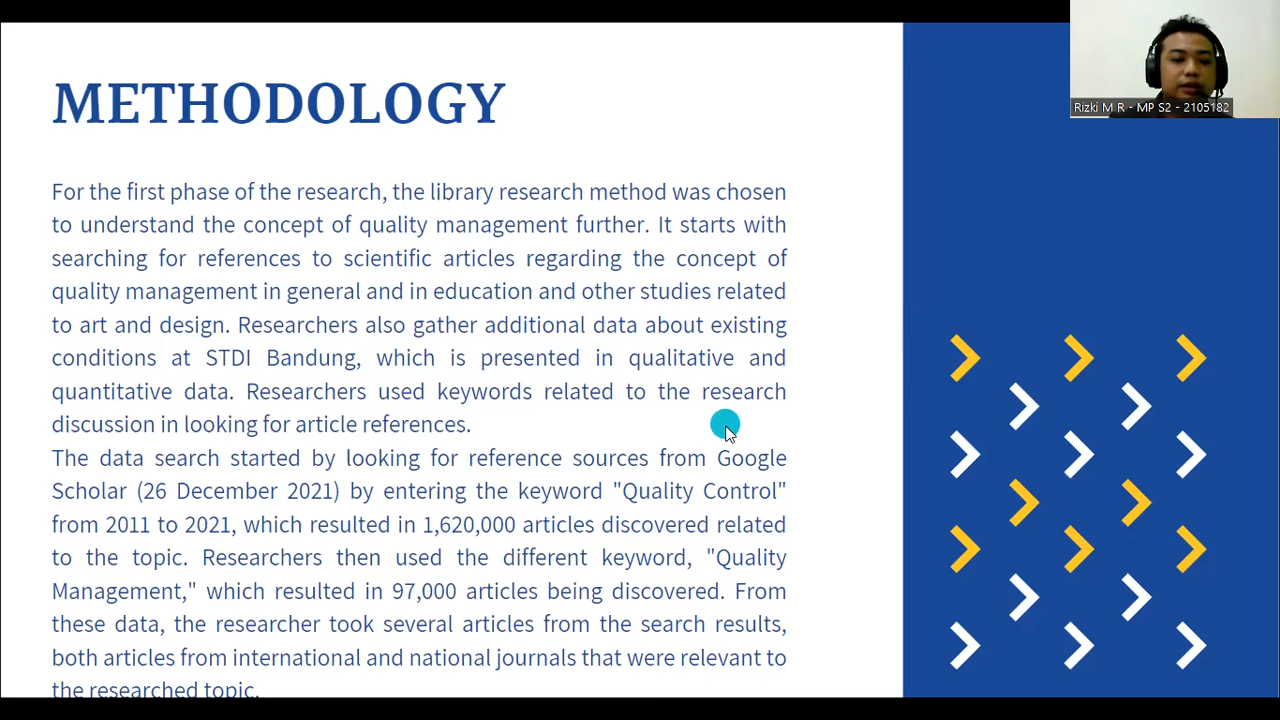 METHODOLOGY
Rizki M R - MP S2 - 2105182
For the first phase of the research, the library research method was chosen
to understand the concept of quality management further. It starts with
searching for references to scientific articles regarding the concept of
quality management in general and in education and other studies related
to art and design. Researchers also gather additional data about existing
conditions at STDI Bandung, which is presented in qualitative and
quantitative data. Researchers used keywords related to the research
discussion in looking for article references.
The data search started by looking for reference sources from Google
Scholar (26 December 2021) by entering the keyword "Quality Control"
from 2011 to 2021, which resulted in 1,620,000 articles discovered related
to the topic. Researchers then used the different keyword, "Quality
Management," which resulted in 97,000 articles being discovered. From
these data, the researcher took several articles from the search results,
both articles from international and national journals that were relevant to
the researched topic.